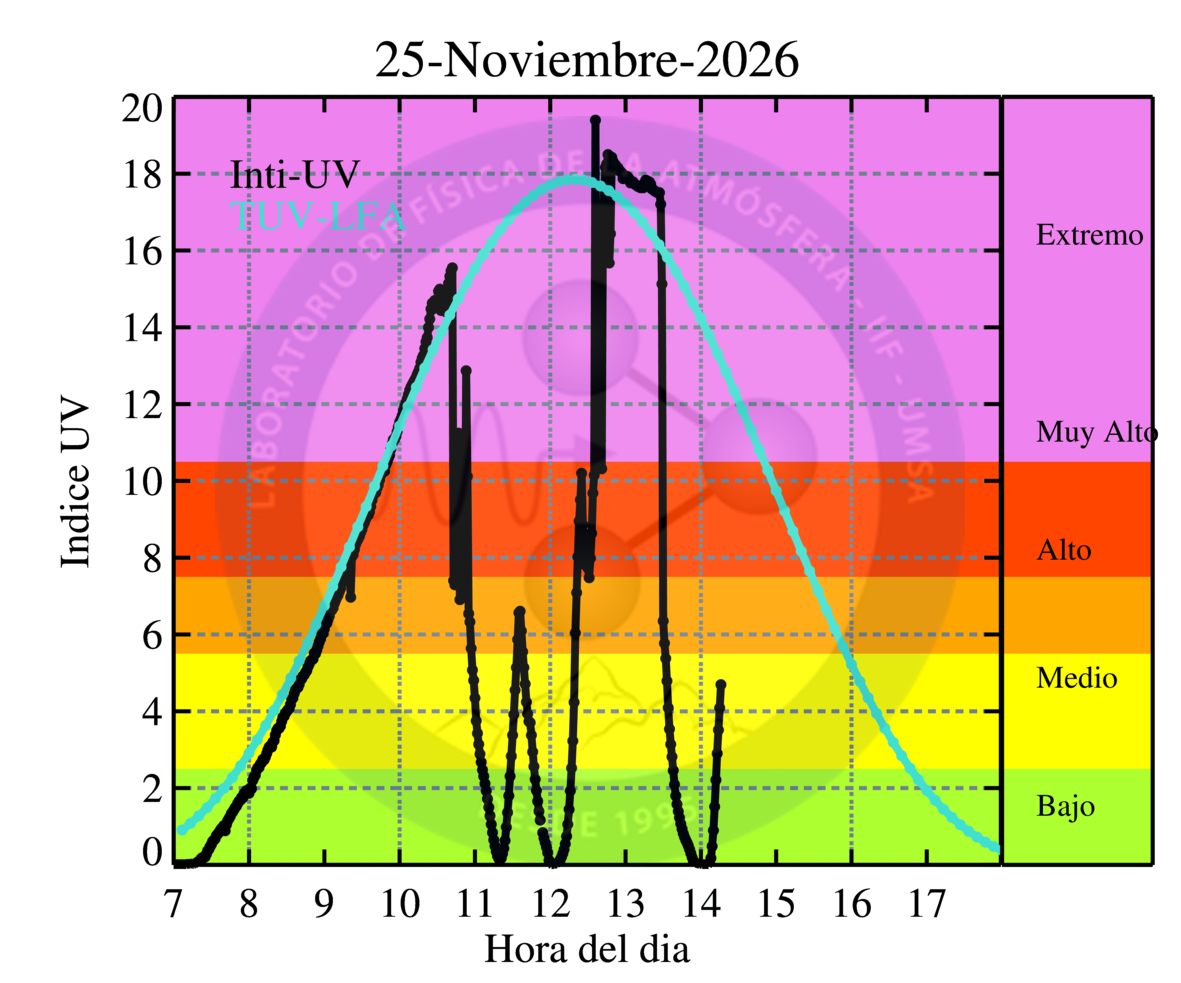 25-Noviembre-2026
Inti-UV
TUV-LFA
LABORATORIO DE FÍSICA DE LA ATMÓSFERA - IIF - UMSA
DESDE 1995
Indice UV
20
18
16
14
12
10
8
6
4
2
0
Extremo
Muy Alto
Alto
Medio
Bajo
7 8 9 10 11 12 13 14 15 16 17
Hora del dia